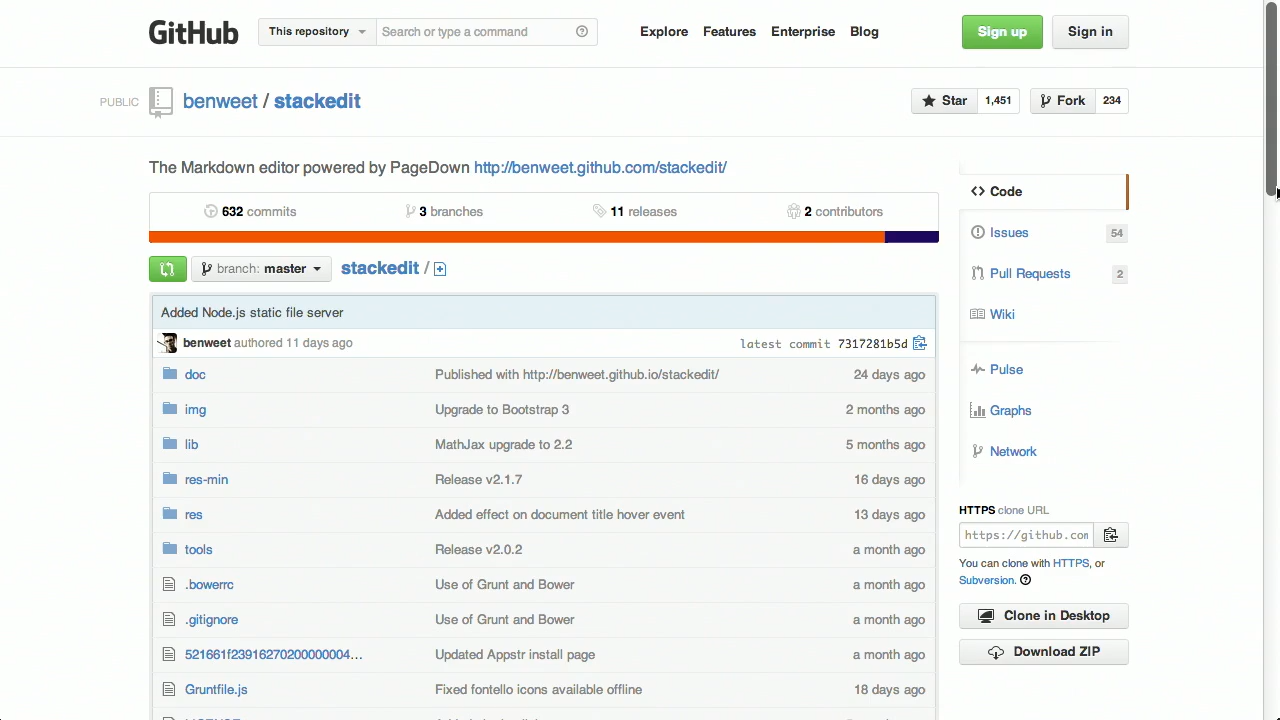 GitHub This repository Search or type a command Explore Features Enterprise Blog Sign up Sign in
PUBLIC benweet / stackedit Star 1,451 Fork 234
The Markdown editor powered by PageDown http://benweet.github.com/stackedit/
632 commits 3 branches 11 releases 2 contributors
branch: master stackedit /
Added Node.js static file server
benweet authored 11 days ago latest commit 7317281b5d
doc Published with http://benweet.github.io/stackedit/ 24 days ago
img Upgrade to Bootstrap 3 2 months ago
lib MathJax upgrade to 2.2 5 months ago
res-min Release v2.1.7 16 days ago
res Added effect on document title hover event 13 days ago
tools Release v2.0.2 a month ago
.bowerrc Use of Grunt and Bower a month ago
.gitignore Use of Grunt and Bower a month ago
521661f23916270200000004... Updated Appstr install page a month ago
Gruntfile.js Fixed fontello icons available offline 18 days ago
Code
Issues 54
Pull Requests 2
Wiki
Pulse
Graphs
Network
HTTPS clone URL
https://github.com
You can clone with HTTPS, or
Subversion.
Clone in Desktop
Download ZIP